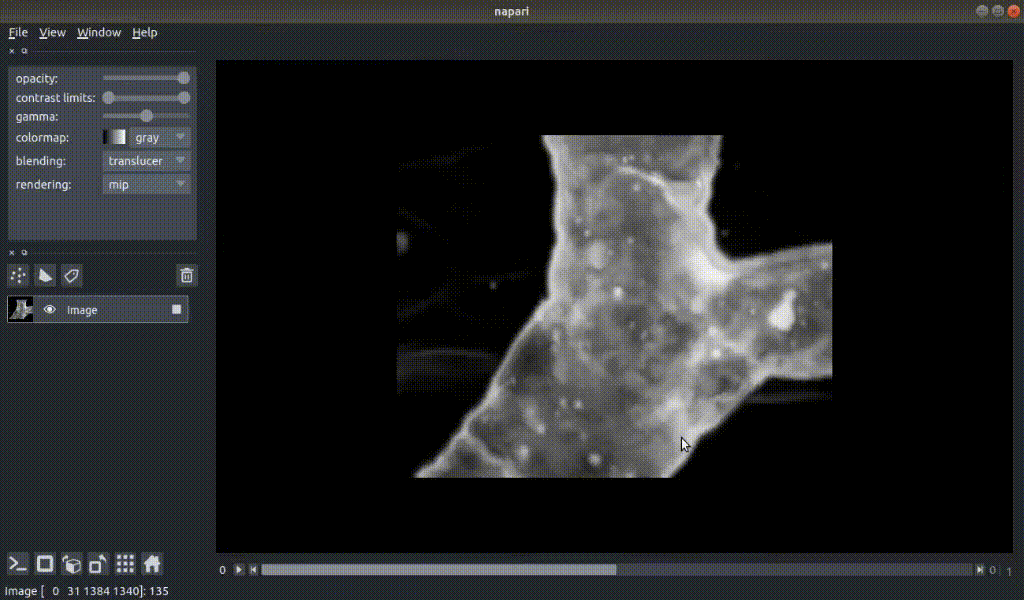 napari
File View Window Help
opacity:
contrast limits:
gamma:
colormap: gray
blending: translucer
rendering: mip
Image
0 0 1
Image [ 0 31 1384 1340]: 135